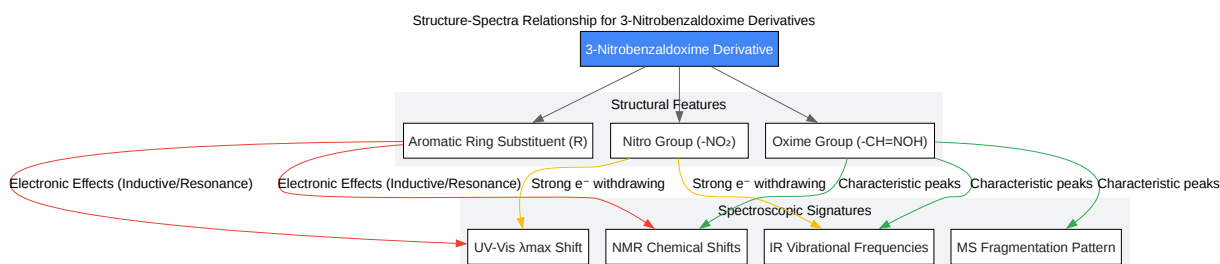 Structure-Spectra Relationship for 3-Nitrobenzaldoxime Derivatives
3-Nitrobenzaldoxime Derivative
Structural Features
Aromatic Ring Substituent (R)
Nitro Group (-NO₂)
Oxime Group (-CH=NOH)
Electronic Effects (Inductive/Resonance)
Electronic Effects (Inductive/Resonance)
Strong e⁻ withdrawing
Strong e⁻ withdrawing
Characteristic peaks
Characteristic peaks
Characteristic peaks
Spectroscopic Signatures
UV-Vis λmax Shift
NMR Chemical Shifts
IR Vibrational Frequencies
MS Fragmentation Pattern